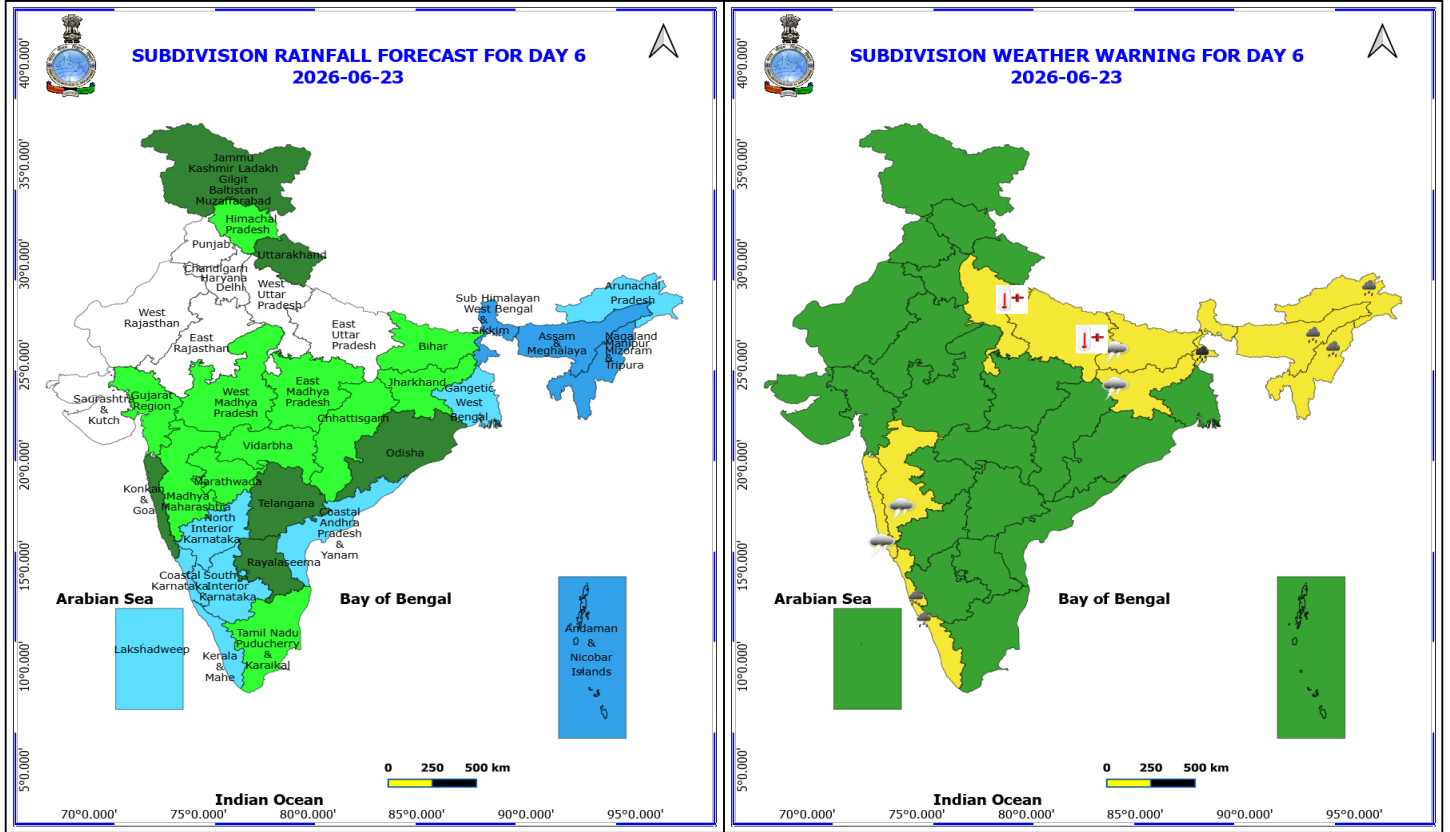 SUBDIVISION RAINFALL FORECAST FOR DAY 6
2026-06-23
40°0.000'
35°0.000'
30°0.000'
25°0.000'
20°0.000'
15°0.000'
10°0.000'
5°0.000'
Jammu
Kashmir Ladakh
Gilgit
Baltistan
Muzaffarabad
Himachal
Pradesh
Punjab
Uttarakhand
Chandigarh
Haryana
Delhi
West
Uttar
Pradesh
West
Rajasthan
East
Rajasthan
East
Uttar
Pradesh
Sub Himalayan
West Bengal
&
Sikkim
Arunachal
Pradesh
Assam
&
Meghalaya
Nagaland
Manipur
Mizoram
&
Tripura
Bihar
Jharkhand
Gangetic
West
Bengal
Saurashtra
&
Kutch
Gujarat
Region
West
Madhya
Pradesh
East
Madhya
Pradesh
Chhattisgarh
Vidarbha
Odisha
Konkan
&
Goa
Madhya
Maharashtra
Marathwada
Telangana
North
Interior
Karnataka
Coastal
Andhra
Pradesh
&
Yanam
Rayalaseema
Coastal
Karnataka
South
Interior
Karnataka
Arabian Sea
Bay of Bengal
Lakshadweep
Kerala
&
Mahe
Tamil Nadu
Puducherry
&
Karaikal
Andaman
&
Nicobar
Islands
0 250 500 km
Indian Ocean
70°0.000' 75°0.000' 80°0.000' 85°0.000' 90°0.000' 95°0.000'
SUBDIVISION WEATHER WARNING FOR DAY 6
2026-06-23
40°0.000'
35°0.000'
30°0.000'
25°0.000'
20°0.000'
15°0.000'
10°0.000'
5°0.000'
Arabian Sea
Bay of Bengal
0 250 500 km
Indian Ocean
70°0.000' 75°0.000' 80°0.000' 85°0.000' 90°0.000' 95°0.000'